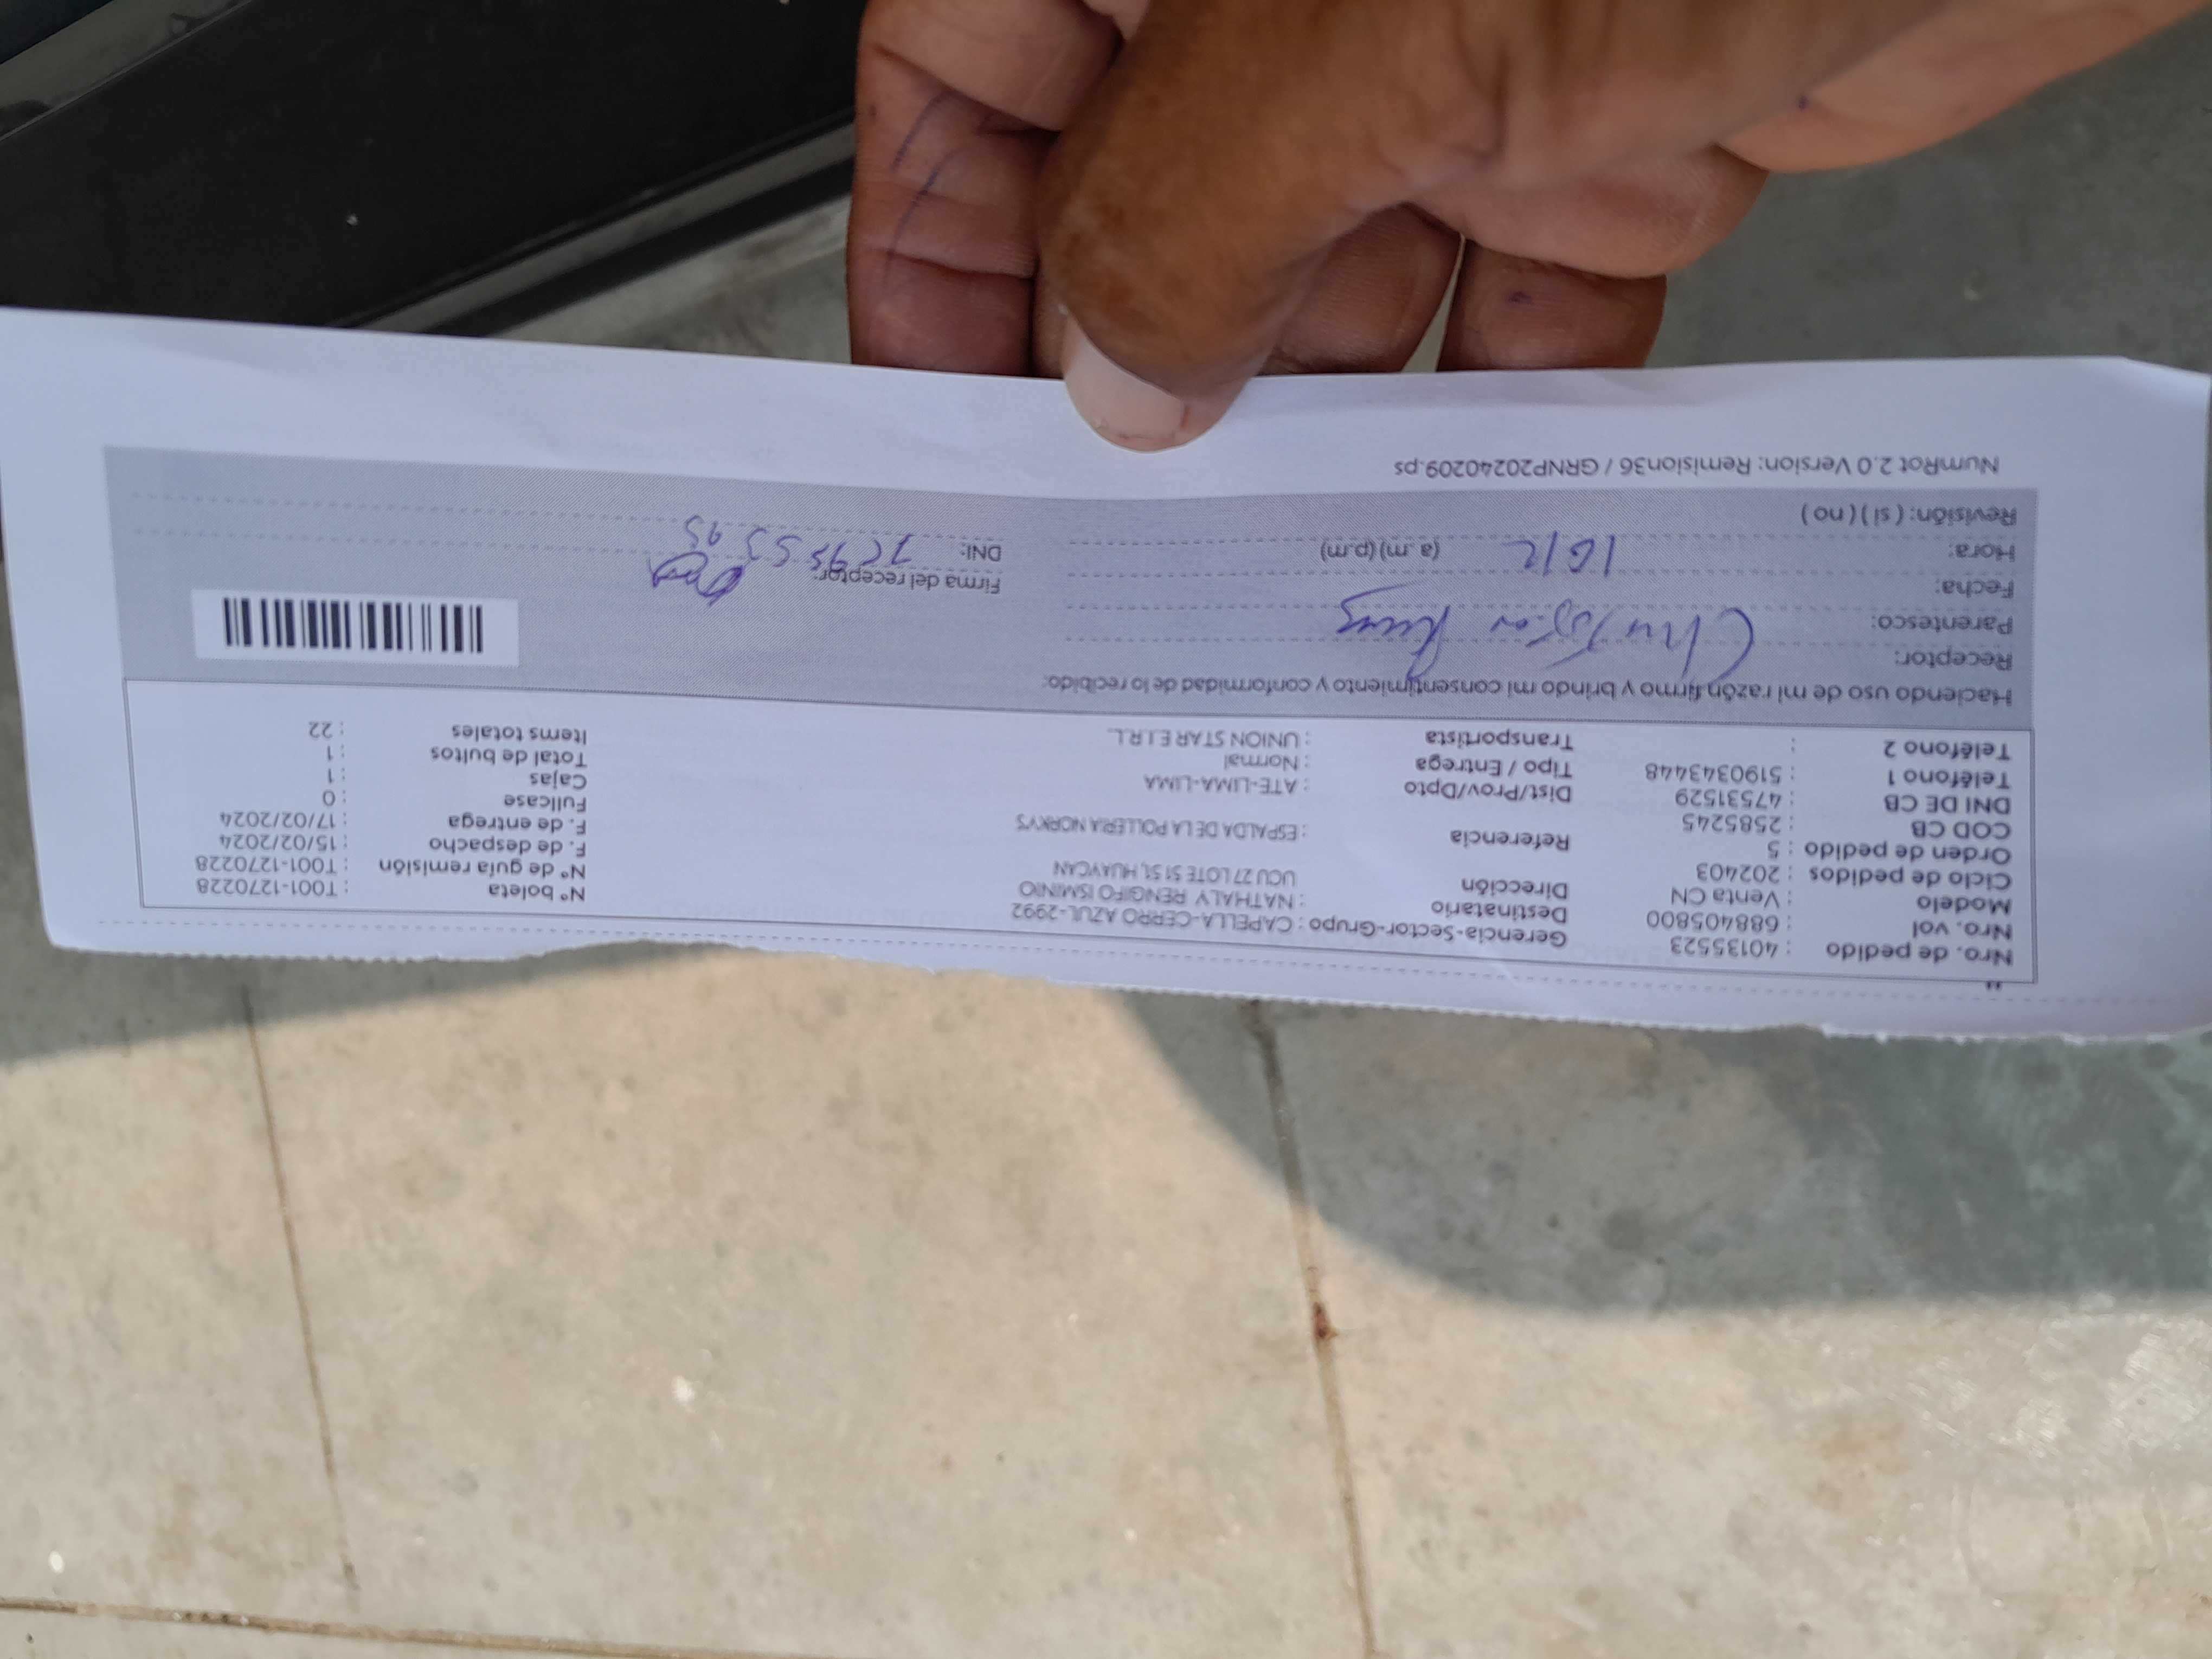 Nro. de pedido : 40135523
Nro. vol : 688405800
Modelo : Venta CN
Ciclo de pedidos : 202403
Orden de pedido : 5
COD CB : 2585245
DNI DE CB : 47531529
Teléfono 1 : 519034 3448
Teléfono 2 :
Gerencia-Sector-Grupo : CAPELLA-CERRO AZUL-2992
Destinatario : NATHALY RENGIFO ISMINIO
Dirección UCU 27 LOTE 51 51, HUAYCAN
Referencia : ESPALDA DE LA POLLERIA NORKYS
Dist/Prov/Dpto : ATE-LIMA-LIMA
Tipo / Entrega : Normal
Transportista : UNION STAR E.I.R.L.
N° boleta : T001-1270228
N° de guía remisión : T001-1270228
F. de despacho : 15/02/2024
F. de entrega : 17/02/2024
Fullcase : 0
Cajas : 1
Total de bultos : 1
Items totales : 22
Haciendo uso de mi razón firmo y brindo mi consentimiento y conformidad de lo recibido:
Receptor:
Parentesco:
Fecha:
Hora: 16/2 (a .m) (p.m)
Revisión: ( si ) ( no )
Firma del receptor:
DNI:
NumRot 2.0 Version: Remision36 / GRNP20240209.ps